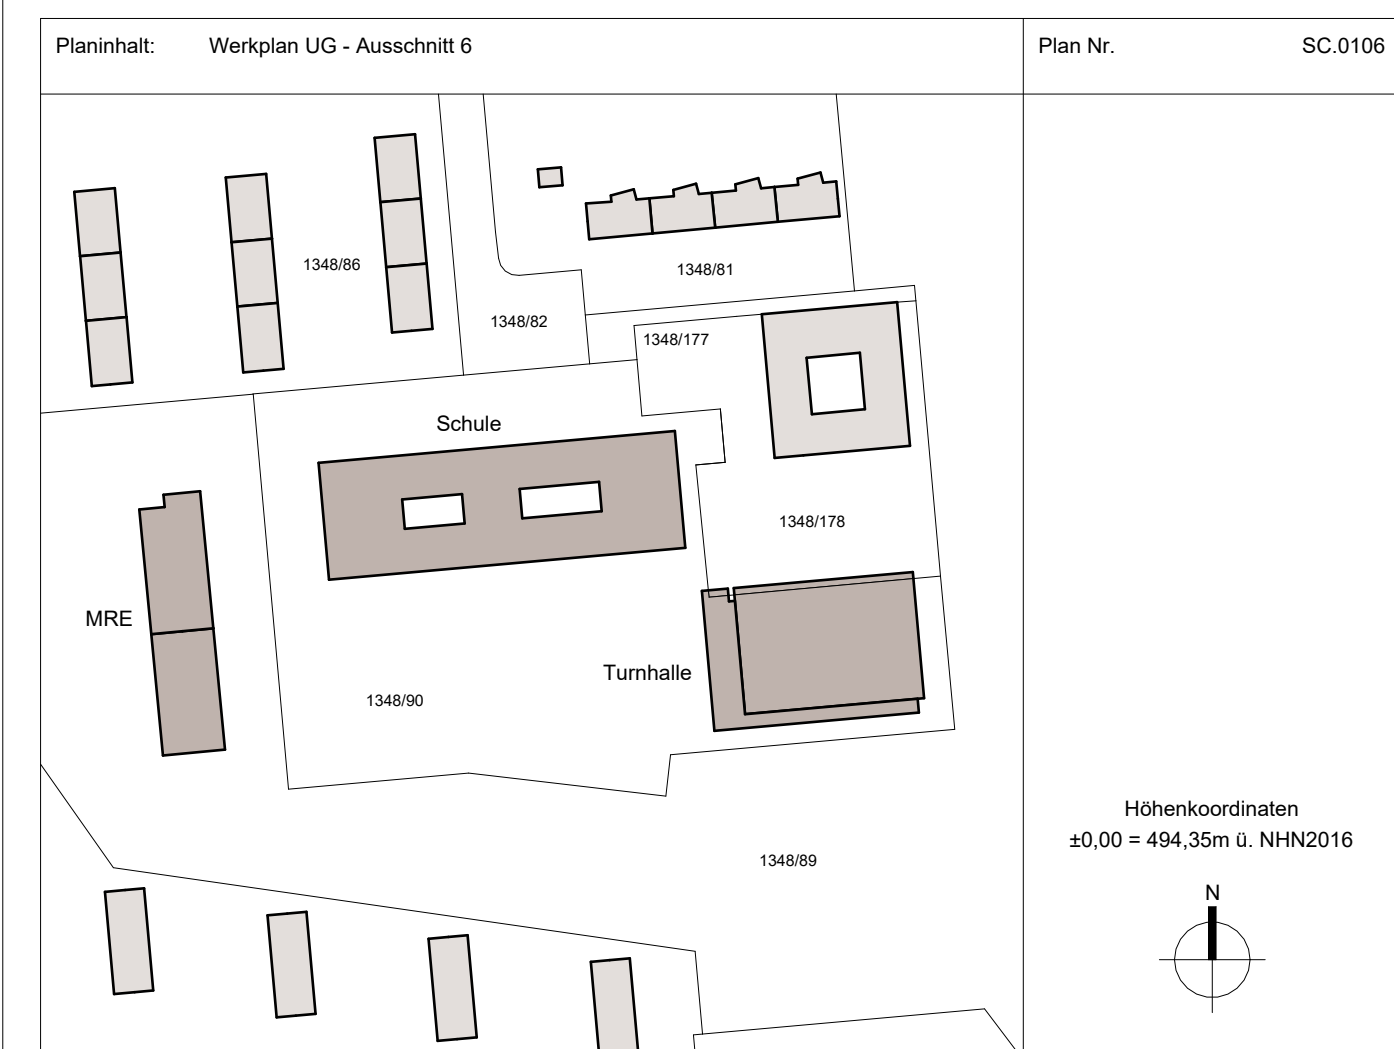 Planinhalt: Werkplan UG - Ausschnitt 6
Plan Nr. SC.0106
1348/86
1348/81
1348/82
1348/177
Schule
1348/178
MRE
Turnhalle
1348/90
Höhenkoordinaten
±0,00 = 494,35m ü. NHN2016
1348/89
N